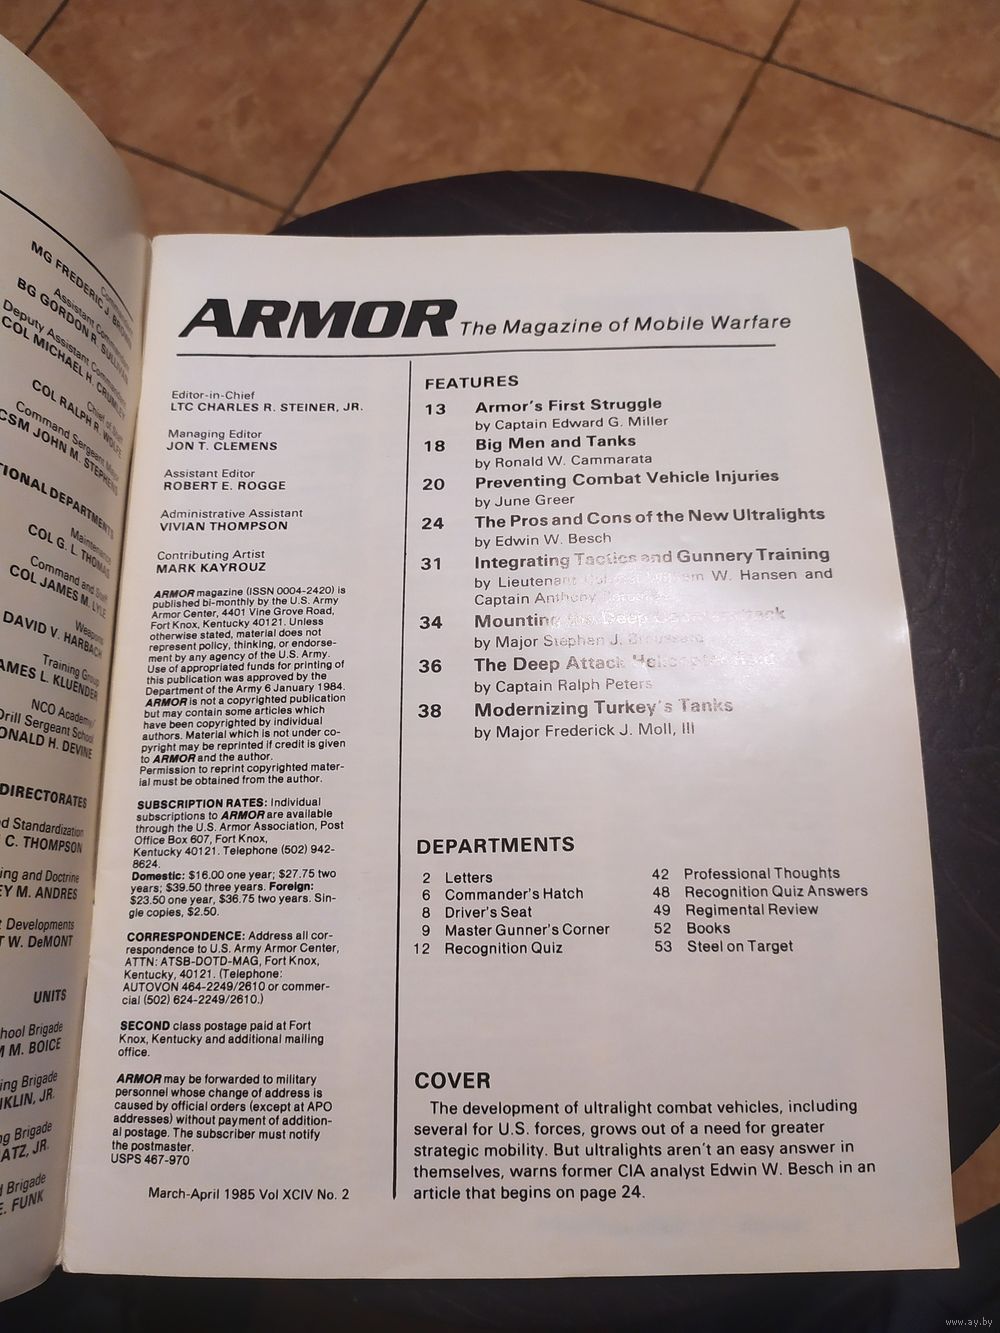 MG FREDERIC J. BROWN
Assistant Commandant
BG GORDON R. SULLIVAN
Deputy Assistant Commandant
COL MICHAEL H. CRUMLEY
Chief of Staff
COL RALPH R. WOLFE
Command Sergeant Major
CSM JOHN M. STEPHENS
TIONAL DEPARTMENTS
Maintenance
COL G. L. THOMAS
Command and Staff
COL JAMES M. LYLE
Weapons
DAVID V. HARBACH
Training Group
AMES L. KLUENDER
NCO Academy/
Drill Sergeant School
ONALD H. DEVINE
DIRECTORATES
d Standardization
C. THOMPSON
ing and Doctrine
EY M. ANDRES
t Developments
T W. DeMONT
UNITS
hool Brigade
M M. BOICE
ing Brigade
NKLIN, JR.
ng Brigade
ATZ, JR.
d Brigade
E. FUNK
ARMOR The Magazine of Mobile Warfare
Editor-in-Chief
LTC CHARLES R. STEINER, JR.
Managing Editor
JON T. CLEMENS
Assistant Editor
ROBERT E. ROGGE
Administrative Assistant
VIVIAN THOMPSON
Contributing Artist
MARK KAYROUZ
ARMOR magazine (ISSN 0004-2420) is
published bi-monthly by the U.S. Army
Armor Center, 4401 Vine Grove Road,
Fort Knox, Kentucky 40121. Unless
otherwise stated, material does not
represent policy, thinking, or endorse-
ment by any agency of the U.S. Army.
Use of appropriated funds for printing of
this publication was approved by the
Department of the Army 6 January 1984.
ARMOR is not a copyrighted publication
but may contain some articles which
have been copyrighted by individual
authors. Material which is not under co-
pyright may be reprinted if credit is given
to ARMOR and the author.
Permission to reprint copyrighted mater-
ial must be obtained from the author.
SUBSCRIPTION RATES: Individual
subscriptions to ARMOR are available
through the U.S. Armor Association, Post
Office Box 607, Fort Knox,
Kentucky 40121. Telephone (502) 942-
8624.
Domestic: $16.00 one year; $27.75 two
years; $39.50 three years. Foreign:
$23.50 one year, $36.75 two years. Sin-
gle copies, $2.50.
CORRESPONDENCE: Address all cor-
respondence to U.S. Army Armor Center,
ATTN: ATSB-DOTD-MAG, Fort Knox,
Kentucky, 40121. (Telephone:
AUTOVON 464-2249/2610 or commer-
cial (502) 624-2249/2610.)
SECOND class postage paid at Fort
Knox, Kentucky and additional mailing
office.
ARMOR may be forwarded to military
personnel whose change of address is
caused by official orders (except at APO
addresses) without payment of addition-
al postage. The subscriber must notify
the postmaster.
USPS 467-970
March-April 1985 Vol XCIV No. 2
FEATURES
13 Armor's First Struggle
by Captain Edward G. Miller
18 Big Men and Tanks
by Ronald W. Cammarata
20 Preventing Combat Vehicle Injuries
by June Greer
24 The Pros and Cons of the New Ultralights
by Edwin W. Besch
31 Integrating Tactics and Gunnery Training
by Lieutenant Colonel W. Hansen and
Captain Anthony
34 Mounting the Deep Attack
by Major Stephen J.
36 The Deep Attack Helicopter
by Captain Ralph Peters
38 Modernizing Turkey's Tanks
by Major Frederick J. Moll, III
DEPARTMENTS
2 Letters
6 Commander's Hatch
8 Driver's Seat
9 Master Gunner's Corner
12 Recognition Quiz
42 Professional Thoughts
48 Recognition Quiz Answers
49 Regimental Review
52 Books
53 Steel on Target
COVER
The development of ultralight combat vehicles, including
several for U.S. forces, grows out of a need for greater
strategic mobility. But ultralights aren't an easy answer in
themselves, warns former CIA analyst Edwin W. Besch in an
article that begins on page 24.
www.ay.by